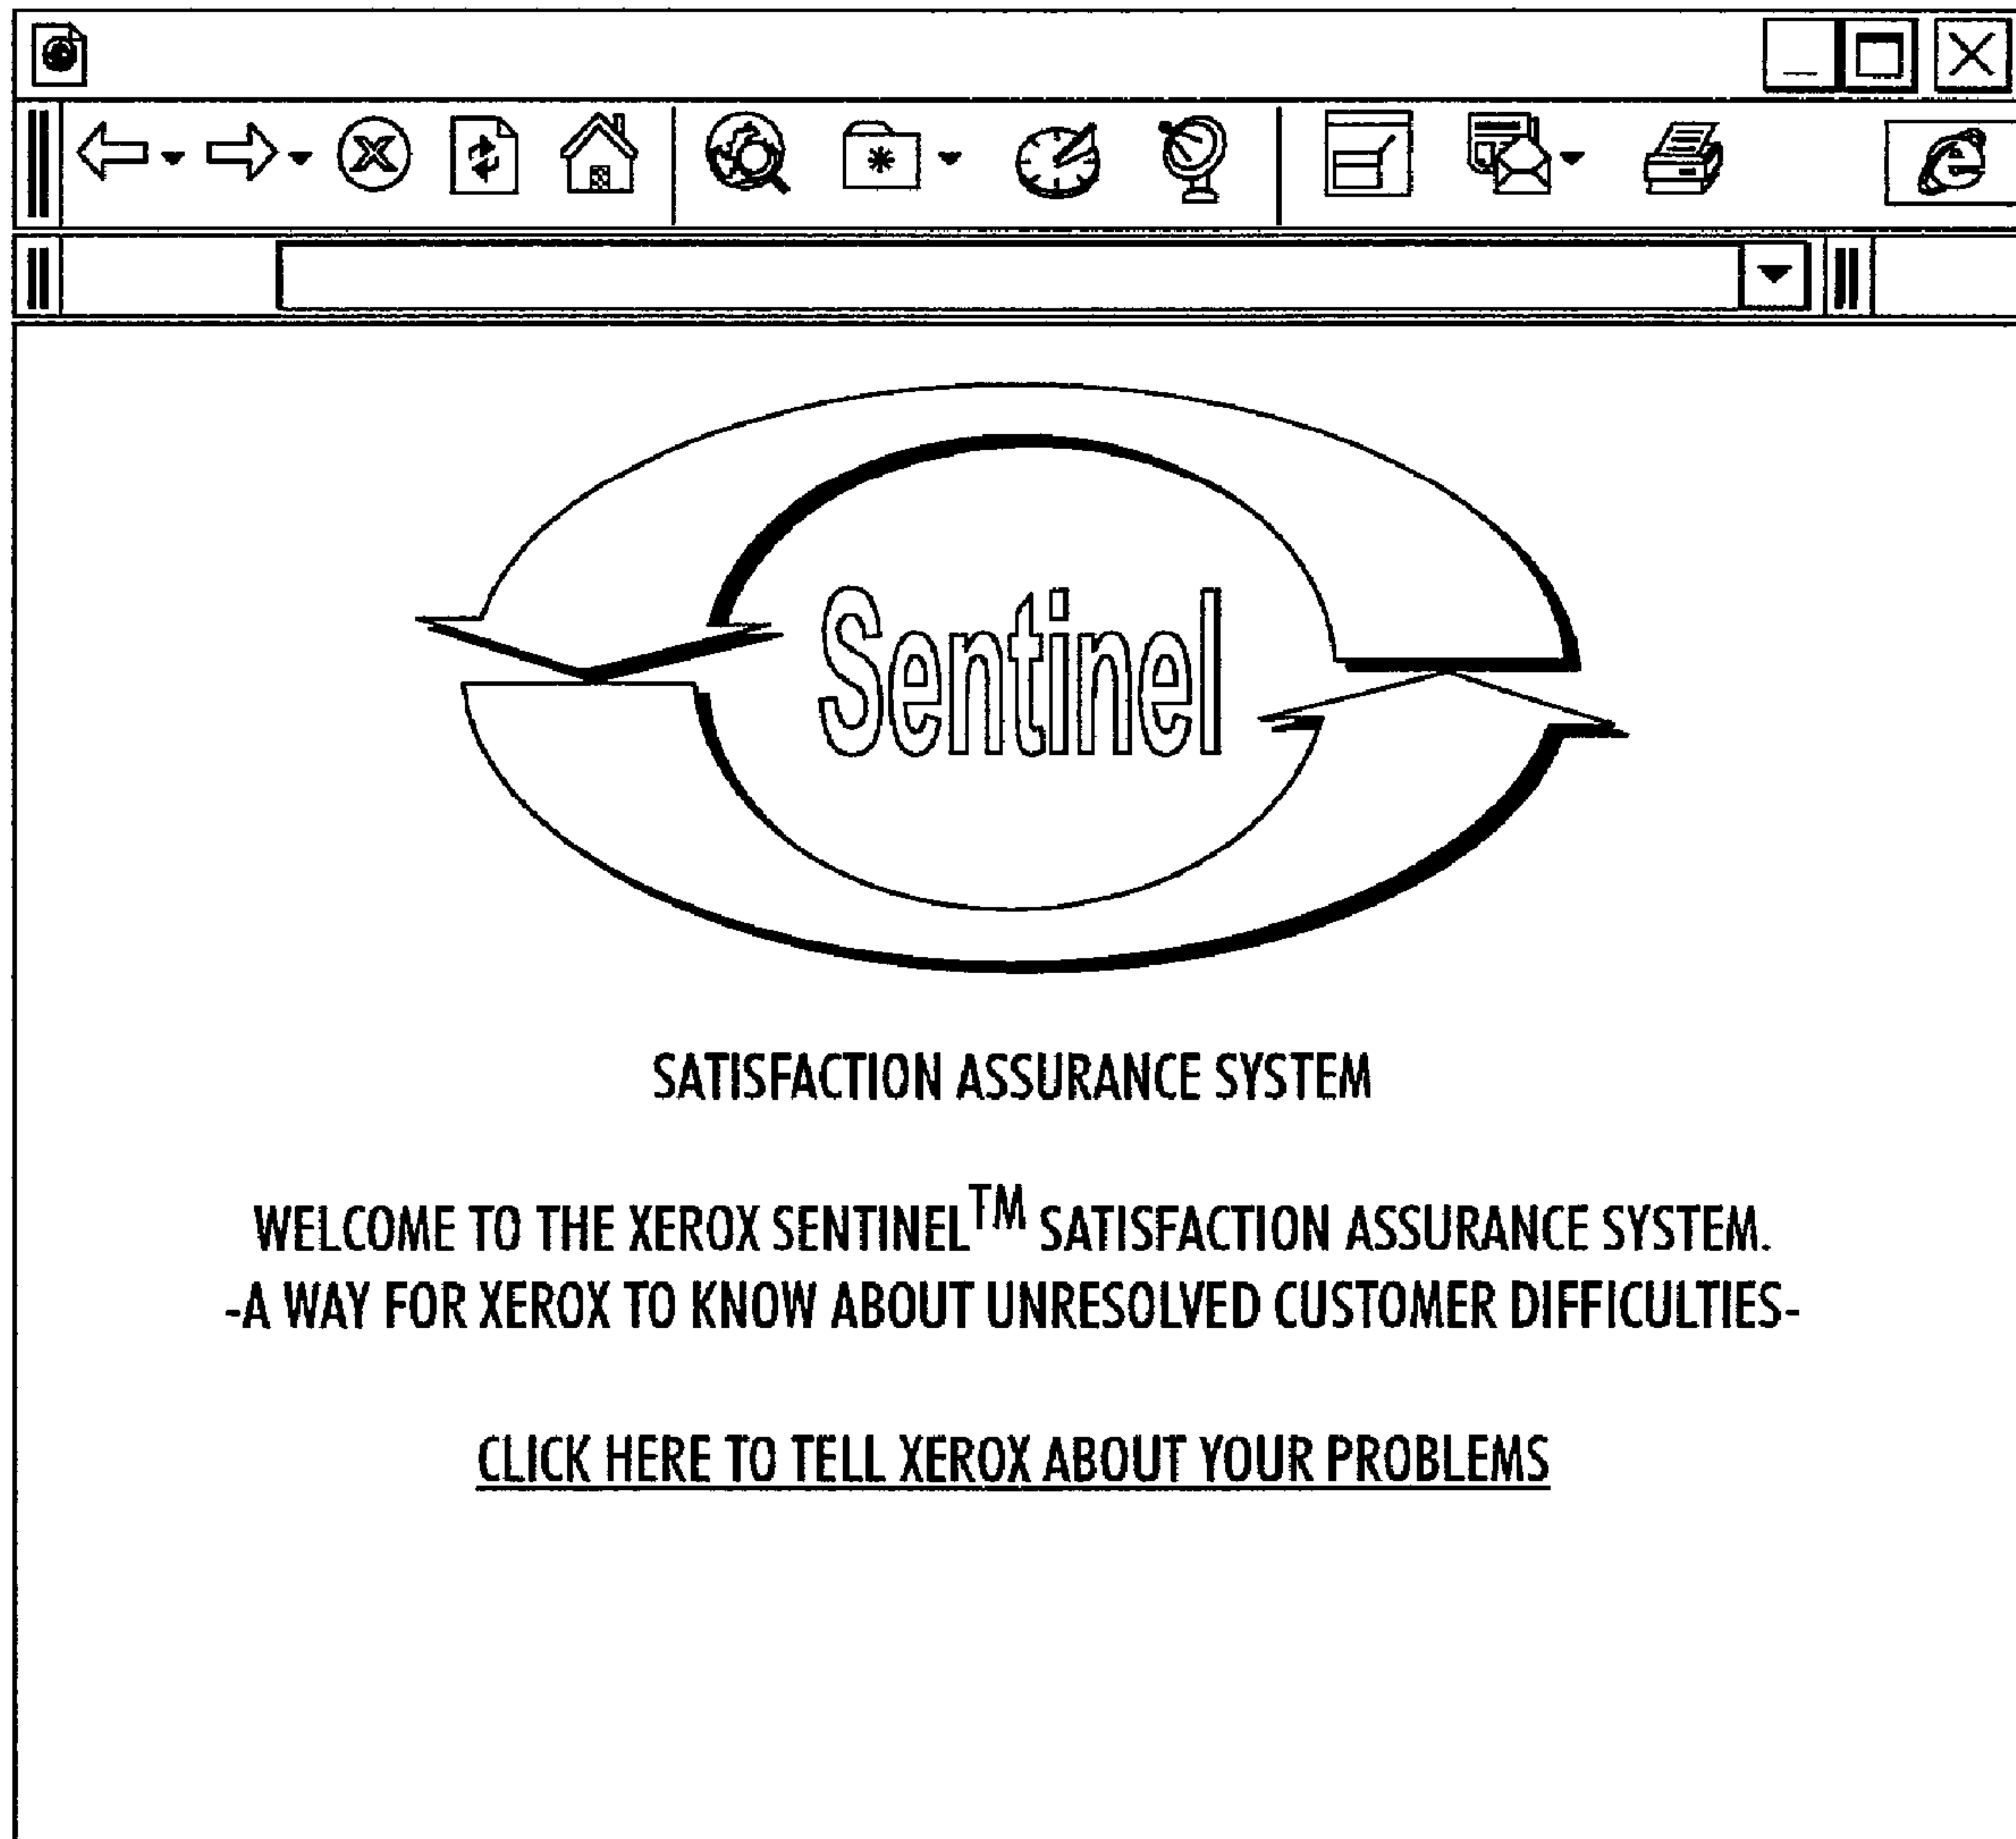 Sentinel
SATISFACTION ASSURANCE SYSTEM
WELCOME TO THE XEROX SENTINEL™ SATISFACTION ASSURANCE SYSTEM.
-A WAY FOR XEROX TO KNOW ABOUT UNRESOLVED CUSTOMER DIFFICULTIES-
CLICK HERE TO TELL XEROX ABOUT YOUR PROBLEMS